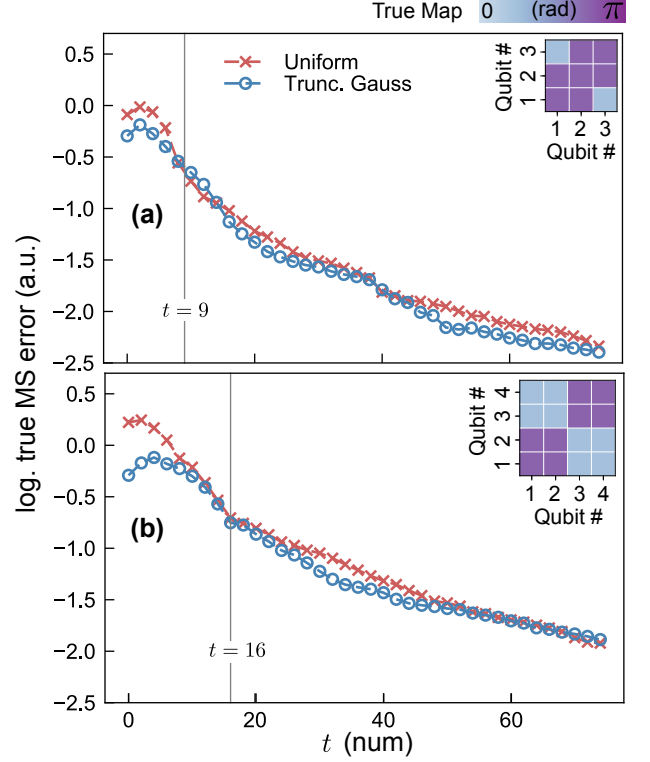 True Map 0 (rad) π
0.5
0.0
−0.5
−1.0
−1.5
−2.0
−2.5
Uniform
Trunc. Gauss
(a)
t = 9
Qubit #
3
2
1
1 2 3
Qubit #
log. true MS error (a.u.)
0.5
0.0
−0.5
−1.0
−1.5
−2.0
−2.5
(b)
t = 16
Qubit #
4
3
2
1
1 2 3 4
Qubit #
0 20 40 60
t (num)